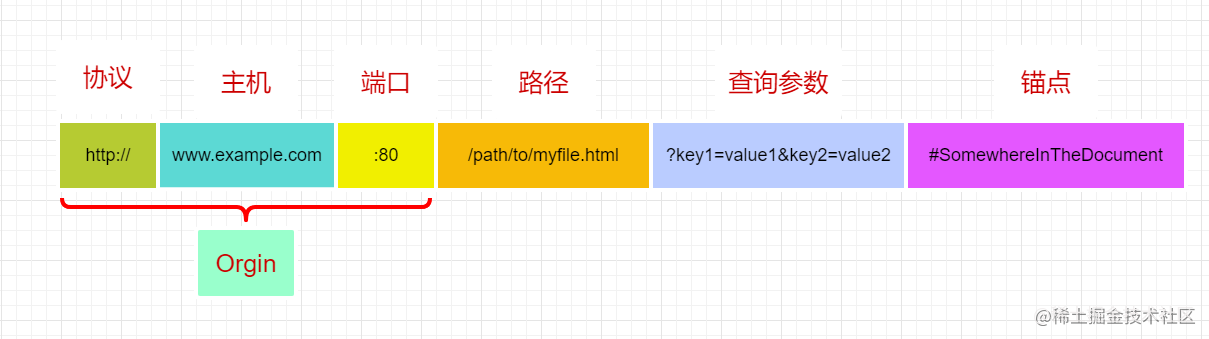 协议 主机 端口 路径 查询参数 锚点
http:// www.example.com :80 /path/to/myfile.html ?key1=value1&key2=value2 #SomewhereInTheDocument
Orgin
@稀土掘金技术社区